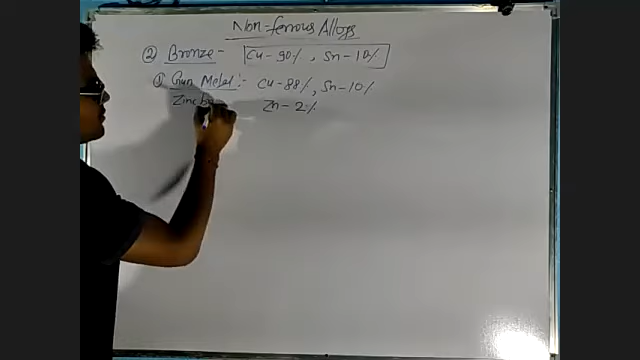 Non-ferrous Alloys
② Bronze- Cu-90%, Sn-10%
① Gun Metal:- Cu-88%, Sn-10%
Zinc Zn-2%